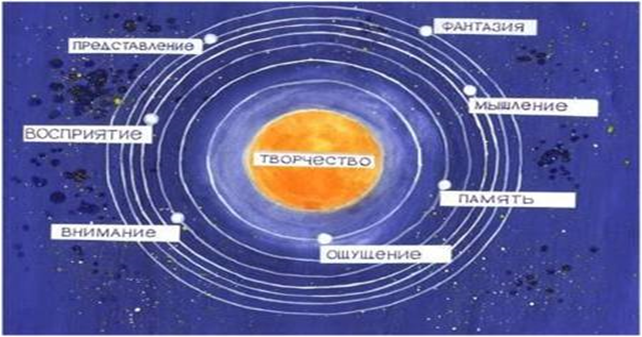 ФАНТАЗИЯ
ПРЕДСТАВЛЕНИЕ
МЫШЛЕНИЕ
ВОСПРИЯТИЕ
ТВОРЧЕСТВО
ПАМЯТЬ
ВНИМАНИЕ
ОЩУЩЕНИЕ